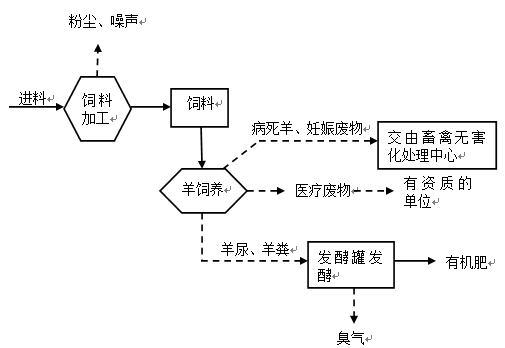 粉尘、噪声
进料
饲料
加工
饲料
病死羊、妊娠废物
交由畜禽无害
化处理中心
羊饲养
医疗废物
有资质的
单位
羊尿、羊粪
发酵罐发
酵
有机肥
臭气